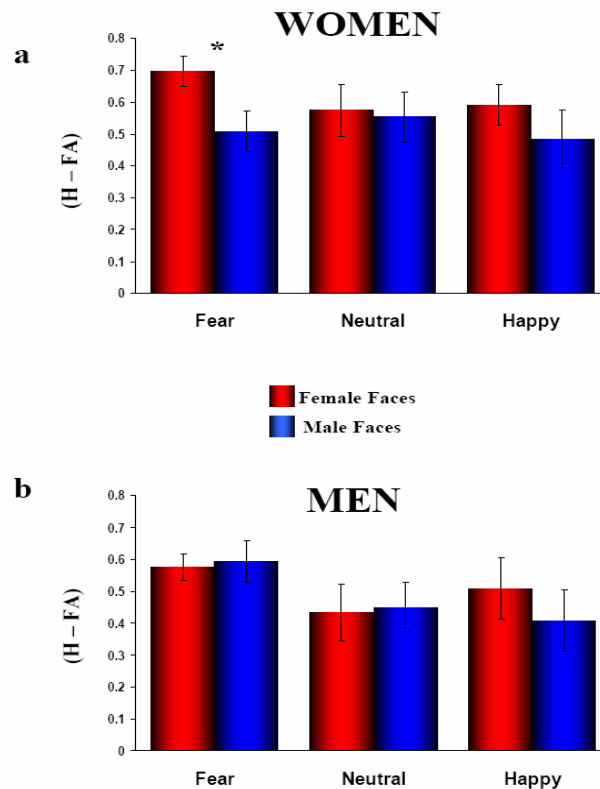 WOMEN
a
*
0.8
0.7
0.6
0.5
0.4
0.3
0.2
0.1
0
(H – FA)
Fear Neutral Happy
Female Faces
Male Faces
b
MEN
0.8
0.7
0.6
0.5
0.4
0.3
0.2
0.1
0
(H – FA)
Fear Neutral Happy